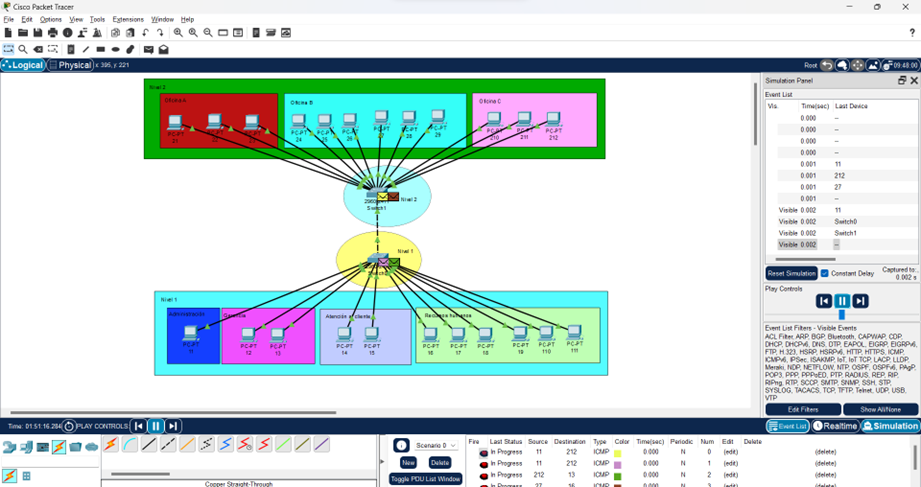 Cisco Packet Tracer
File Edit Options View Tools Extensions Window Help
Logical Physical x: 395, y: 221
Root 09:48:00
Nivel 2
Oficina B
Oficina C
PC-PT PC-PT PC-PT PC-PT PC-PT PC-PT PC-PT PC-PT PC-PT PC-PT PC-PT PC-PT
21 22 23 24 25 26 27 28 29 210 211 212
Nivel 2
Switch1
Nivel 1
Nivel 1
Administración
Gerencia
Atención al cliente
Recursos humanos
PC-PT PC-PT PC-PT PC-PT PC-PT PC-PT PC-PT PC-PT PC-PT PC-PT PC-PT
11 12 13 14 15 16 17 18 19 110 111
Simulation Panel
Event List
Vis. Time(sec) Last Device
0.000 --
0.000 --
0.000 --
0.000 --
0.001 11
0.001 212
0.001 27
Visible 0.002 11
Visible 0.002 Switch0
Visible 0.002 Switch1
Visible 0.002 --
Reset Simulation Constant Delay Captured to:
0.002 s
Play Controls
Event List Filters - Visible Events
ACL Filter, ARP, BGP, Bluetooth, CAPWAP, CDP,
DHCP, DHCPv6, DNS, DTP, EAPOL, EIGRP, EIGRPv6,
FTP, H.323, HSRP, HSRPv6, HTTP, HTTPS, ICMP,
ICMPv6, IPSec, ISAKMP, IoT, IoT TCP, LACP, LLDP,
Meraki, NDP, NETFLOW, NTP, OSPF, OSPFv6, PAgP,
POP3, PPP, PPPoED, PTP, RADIUS, REP, RIP,
RIPng, RTP, SCCP, SMTP, SNMP, SSH, STP,
SYSLOG, TACACS, TCP, TFTP, Telnet, UDP, USB,
VTP
Edit Filters Show All/None
Time: 01:51:16.284 PLAY CONTROLS:
Event List Realtime Simulation
Scenario 0
New Delete
Toggle PDU List Window
Copper Straight-Through
Fire Last Status Source Destination Type Color Time(sec) Periodic Num Edit Delete
In Progress 11 212 ICMP 0.000 N 0 (edit) (delete)
In Progress 11 212 ICMP 0.000 N 1 (edit) (delete)
In Progress 212 13 ICMP 0.000 N 2 (edit) (delete)
In Progress 27 16 ICMP 0.000 N 3 (edit) (delete)